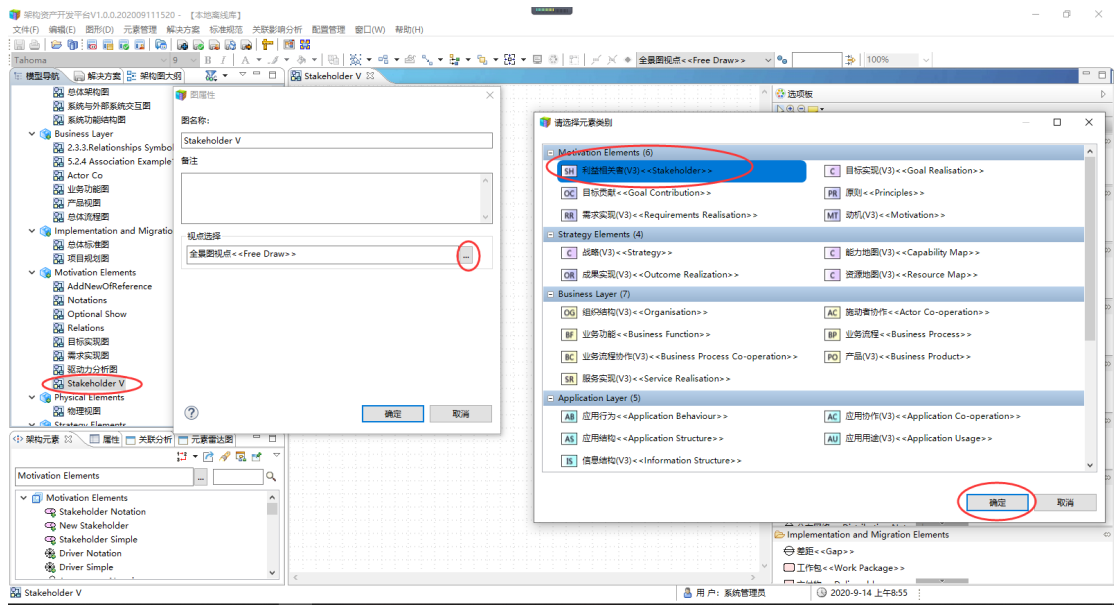 架构资产开发平台V1.0.0.202009111520 - 【本地离线库】
文件(F) 编辑(E) 图形(D) 元素管理 解决方案 标准规范 关联影响分析 配置管理 窗口(W) 帮助(H)
Tahoma 9 B I A 全景图视点<<Free Draw>> 100%
模型导航 解决方案 架构图大纲
Stakeholder V
总体架构图
系统与外部系统交互图
系统功能结构图
Business Layer
2.3.3.Relationships Symbol
5.2.4 Association Example
Actor Co
业务功能图
产品视图
总体流程图
Implementation and Migratio
总体标准图
项目规划图
Motivation Elements
AddNewOfReference
Notations
Optional Show
Relations
目标实现图
需求实现图
驱动力分析图
Stakeholder V
Physical Elements
物理视图
Strategy Elements
图属性
图名称:
Stakeholder V
备注
视点选择
全景图视点<<Free Draw>>
...
确定 取消
选项板
请选择元素类别
Motivation Elements (6)
SH 利益相关者(V3)<<Stakeholder>>
C 目标实现(V3)<<Goal Realisation>>
OC 目标贡献<<Goal Contribution>>
PR 原则<<Principles>>
RR 需求实现(V3)<<Requirements Realisation>>
MT 动机(V3)<<Motivation>>
Strategy Elements (4)
C 战略(V3)<<Strategy>>
C 能力地图(V3)<<Capability Map>>
OR 成果实现(V3)<<Outcome Realization>>
C 资源地图(V3)<<Resource Map>>
Business Layer (7)
OG 组织结构(V3)<<Organisation>>
AC 施动者协作<<Actor Co-operation>>
BF 业务功能<<Business Function>>
BP 业务流程<<Business Process>>
BC 业务流程协作(V3)<<Business Process Co-operation>>
PO 产品(V3)<<Business Product>>
SR 服务实现(V3)<<Service Realisation>>
Application Layer (5)
AB 应用行为<<Application Behaviour>>
AC 应用协作(V3)<<Application Co-operation>>
AS 应用结构<<Application Structure>>
AU 应用用途(V3)<<Application Usage>>
IS 信息结构(V3)<<Information Structure>>
确定 取消
架构元素 属性 关联分析 元素雷达图
Motivation Elements ...
Motivation Elements
Stakeholder Notation
New Stakeholder
Stakeholder Simple
Driver Notation
Driver Simple
Implementation and Migration Elements
差距<<Gap>>
工作包<<Work Package>>
Stakeholder V
用 户: 系统管理员
2020-9-14 上午8:55